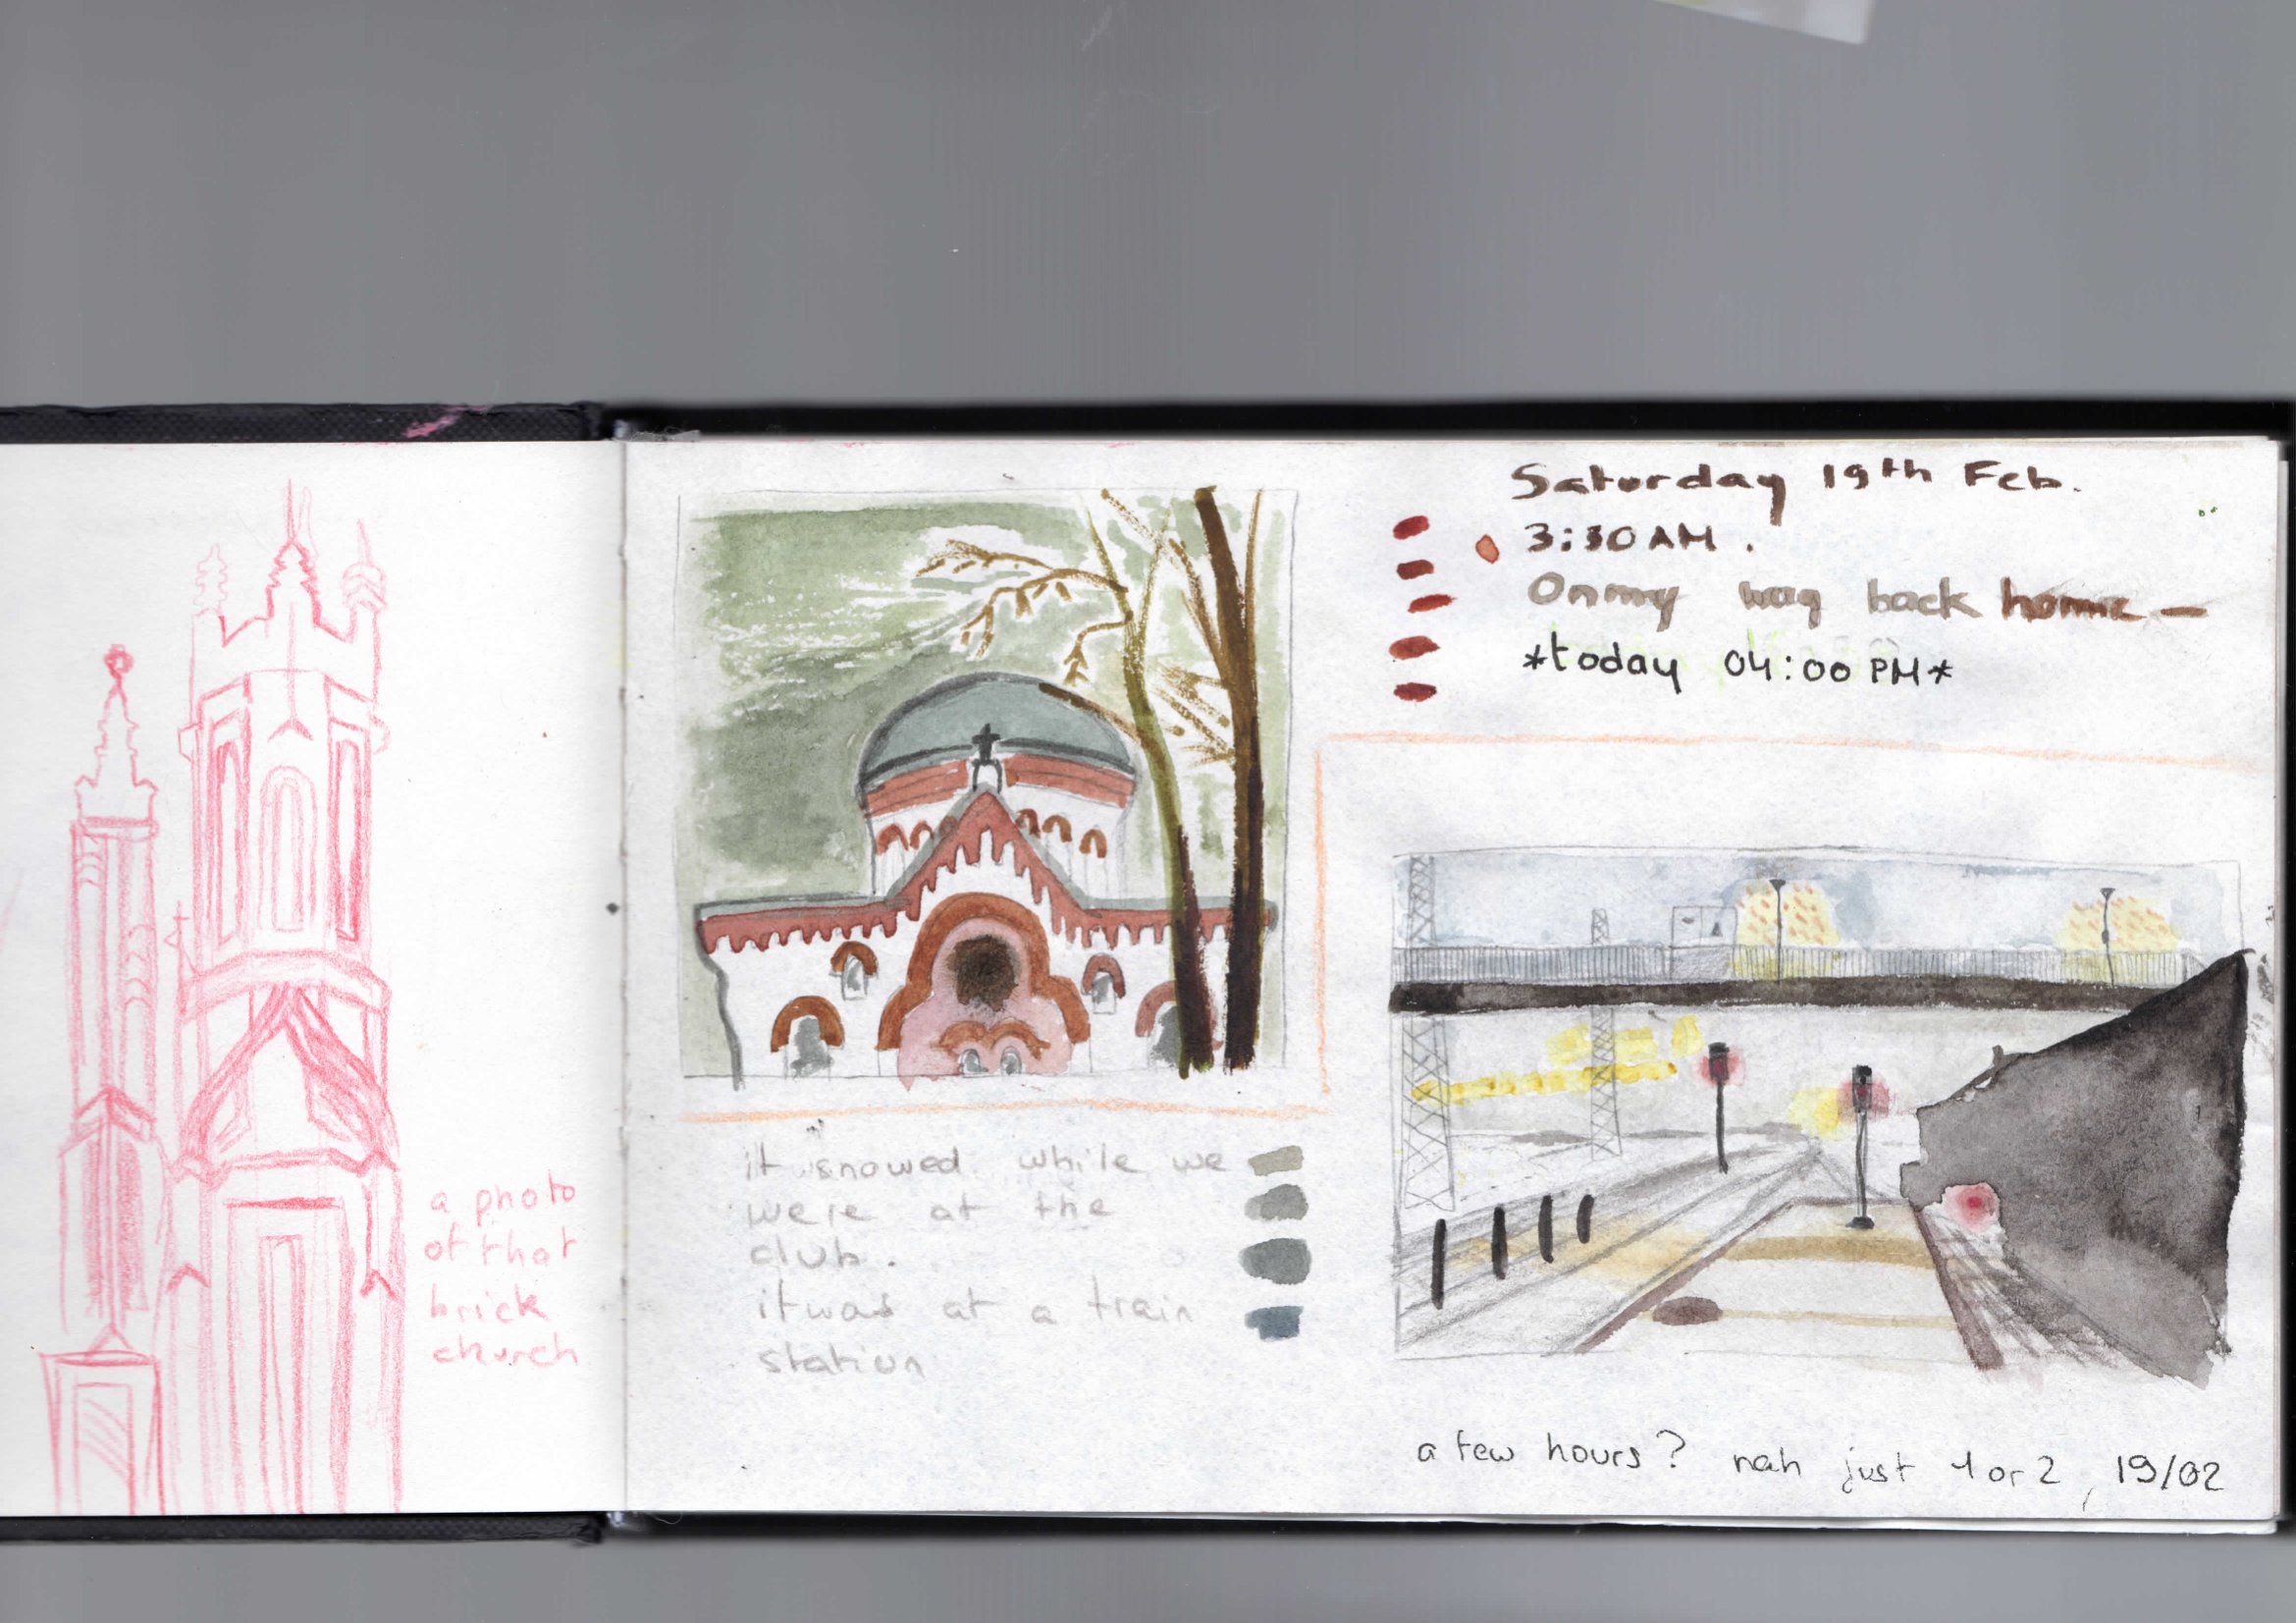 a photo
of that
brick
church
it snowed while we
were at the
club.
it was at a train
station
Saturday 19th Feb.
3:30 AM.
On my way back home —
*today 04:00 PM*
a few hours? nah just 1 or 2, 19/02